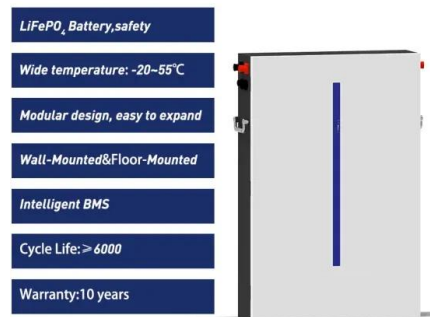 LiFePO₄ Battery,safety
Wide temperature: -20~55℃
Modular design, easy to expand
Wall-Mounted&Floor-Mounted
Intelligent BMS
Cycle Life:≥6000
Warranty:10 years